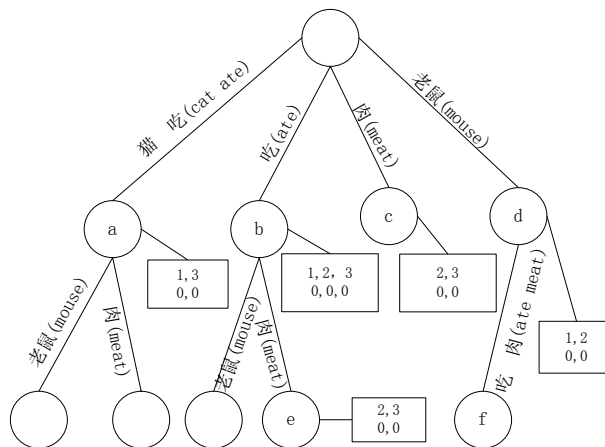 猫 吃(cat ate)
吃(ate)
肉(meat)
老鼠(mouse)
a
b
c
d
1,3
0,0
1,2, 3
0,0,0
2,3
0,0
1,2
0,0
老鼠(mouse)
肉(meat)
老鼠(mouse)
肉(meat)
吃 肉(ate meat)
e
2,3
0,0
f